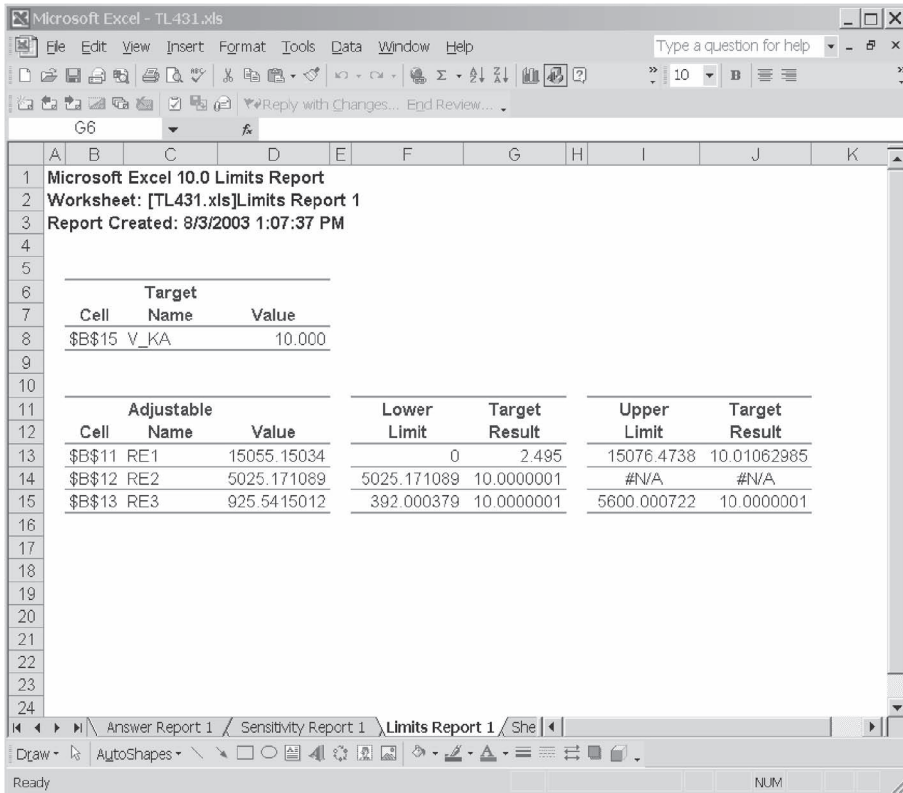 Microsoft Excel - TL431.xls
File Edit View Insert Format Tools Data Window Help Type a question for help
10 B
Reply with Changes... End Review...
G6 fx
A B C D E F G H I J K
1 Microsoft Excel 10.0 Limits Report
2 Worksheet: [TL431.xls]Limits Report 1
3 Report Created: 8/3/2003 1:07:37 PM
4
5
6 Target
7 Cell Name Value
8 $B$15 V_KA 10.000
9
10
11 Adjustable Lower Target Upper Target
12 Cell Name Value Limit Result Limit Result
13 $B$11 RE1 15055.15034 0 2.495 15076.4738 10.01062985
14 $B$12 RE2 5025.171089 5025.171089 10.0000001 #N/A #N/A
15 $B$13 RE3 925.5415012 392.000379 10.0000001 5600.000722 10.0000001
16
17
18
19
20
21
22
23
24
Answer Report 1 Sensitivity Report 1 Limits Report 1 She
Draw AutoShapes
Ready NUM